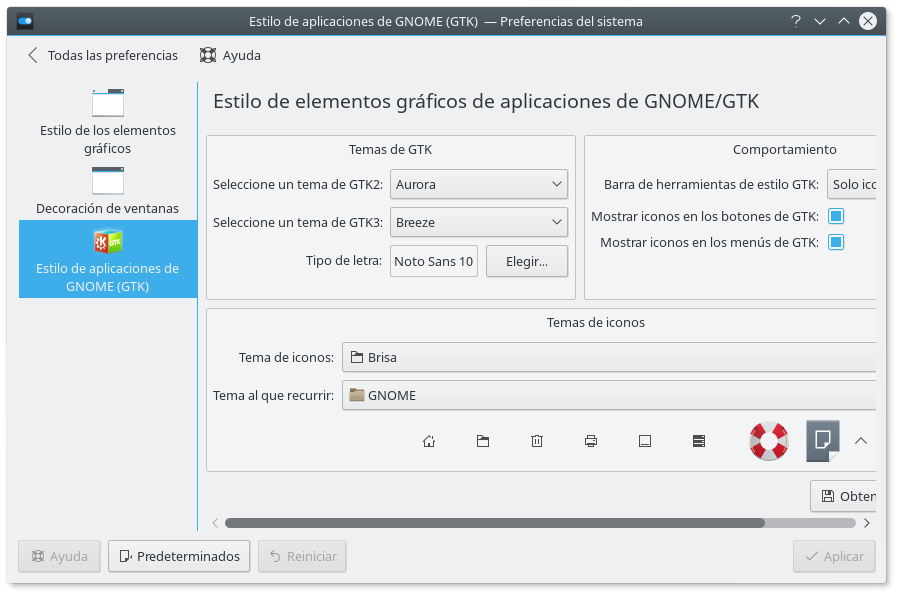 Estilo de aplicaciones de GNOME (GTK) — Preferencias del sistema
Todas las preferencias
Ayuda
Estilo de los elementos
gráficos
Decoración de ventanas
GTK
Estilo de aplicaciones de
GNOME (GTK)
Estilo de elementos gráficos de aplicaciones de GNOME/GTK
Temas de GTK
Seleccione un tema de GTK2: Aurora
Seleccione un tema de GTK3: Breeze
Tipo de letra: Noto Sans 10 Elegir...
Comportamiento
Barra de herramientas de estilo GTK: Solo ico
Mostrar iconos en los botones de GTK:
Mostrar iconos en los menús de GTK:
Temas de iconos
Tema de iconos: Brisa
Tema al que recurrir: GNOME
Obten
Ayuda Predeterminados Reiniciar Aplicar